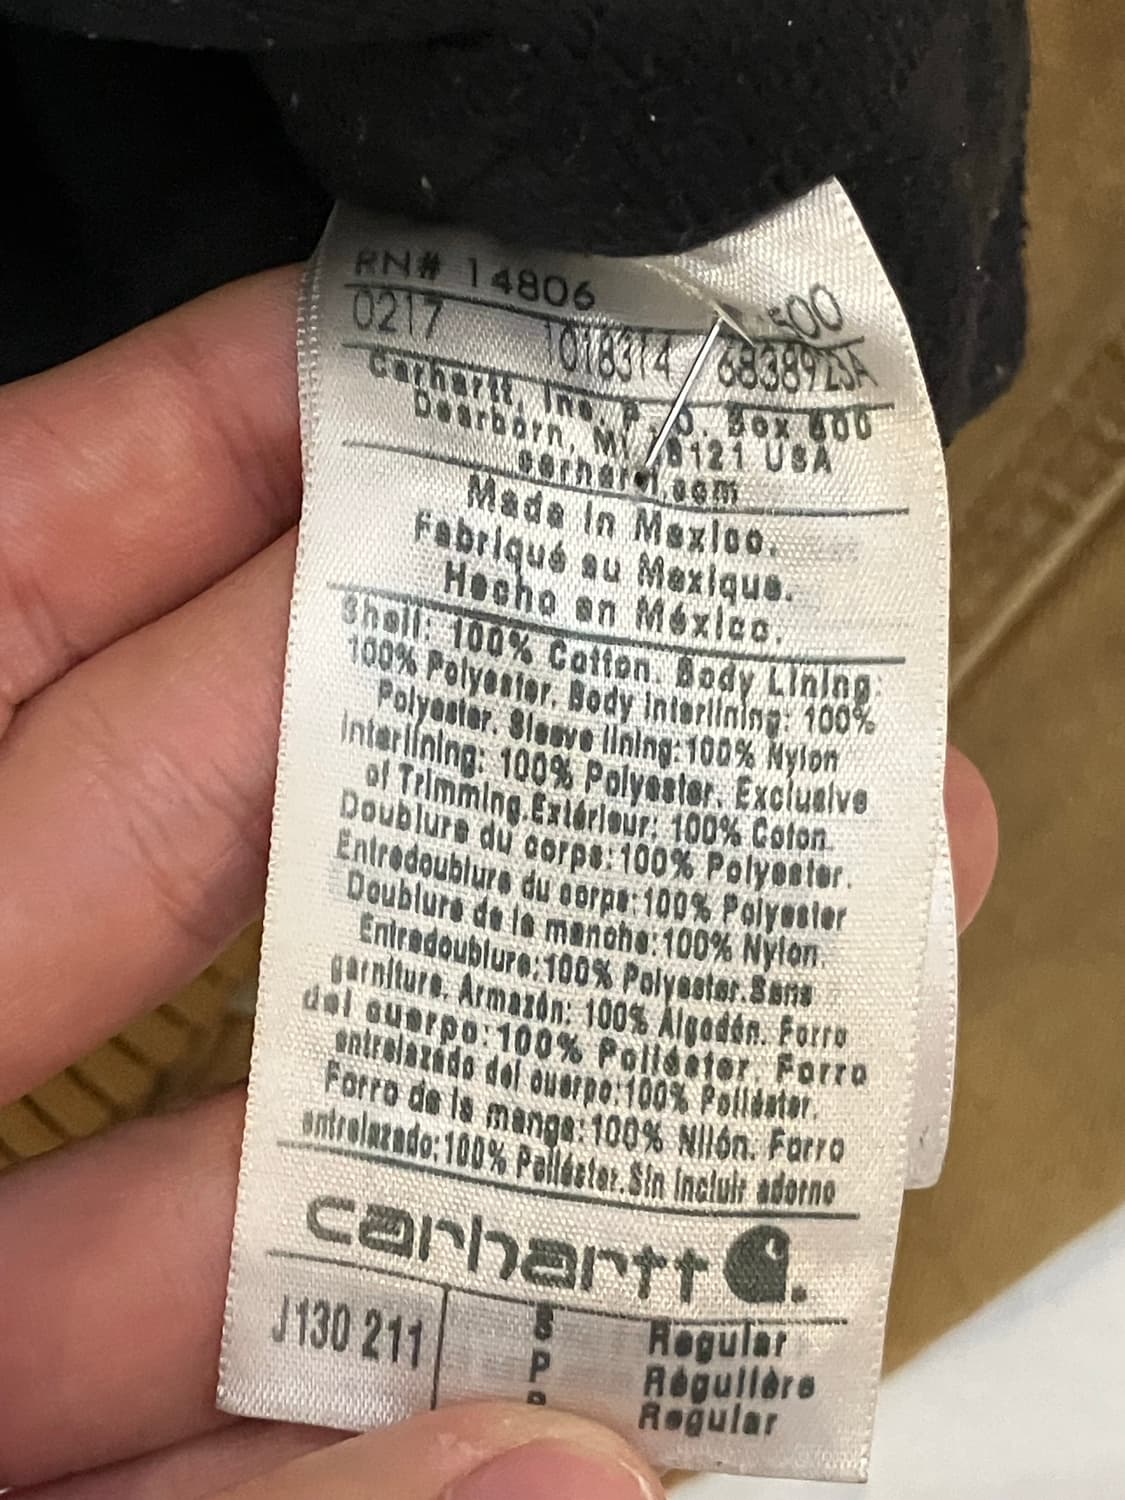 RN# 14806 500
0217 1018314 683892SA
Carhartt, Inc. P.O. Box 600
Dearborn, MI 48121 USA
carhartt.com
Made in Mexico.
Fabriqué au Mexique.
Hecho en México.
Shell: 100% Cotton. Body Lining:
100% Polyester. Body Interlining: 100%
Polyester. Sleeve lining:100% Nylon
Interlining: 100% Polyester. Exclusive
of Trimming.Extérieur: 100% Coton.
Doublure du corps:100% Polyester.
Entredoublure du corps:100% Polyester
Doublure de la manche:100% Nylon.
Entredoublure:100% Polyester.Sans
garniture. Armazón: 100% Algodón. Forro
del cuerpo:100% Poliéster. Forro
entrelazado del cuerpo:100% Poliéster.
Forro de la manga:100% Nilón. Forro
entrelazado:100% Poliéster.Sin incluir adorno
carhartt
J130 211 S Regular
P Régulière
P Regular